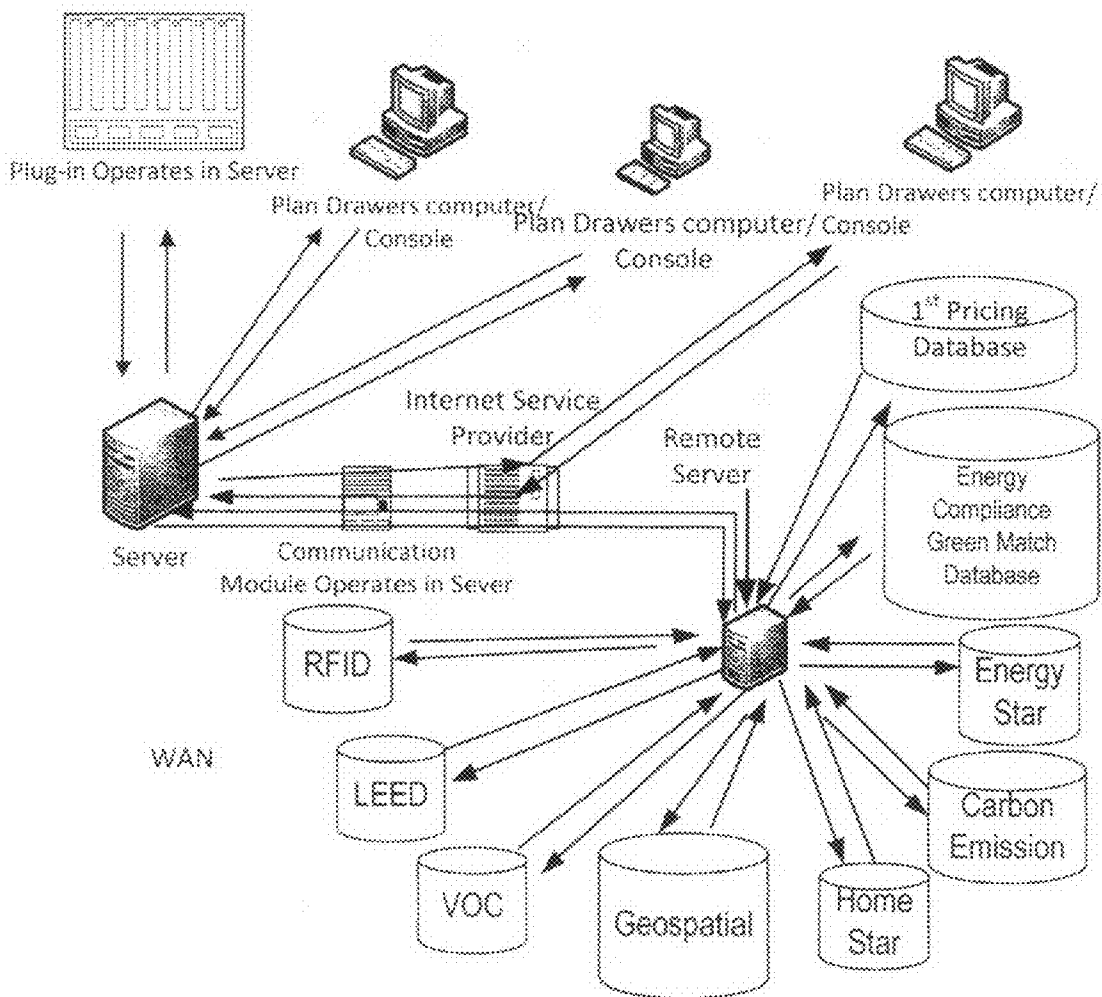 Plug-in Operates in Server
Plan Drawers computer/
Console
Plan Drawers computer/
Console
Plan Drawers computer/
Console
1st Pricing
Database
Internet Service
Provider
Remote
Server
Energy
Compliance
Green Match
Database
Server
Communication
Module Operates in Sever
RFID
Energy
Star
WAN
LEED
Carbon
Emission
VOC
Geospatial
Home
Star